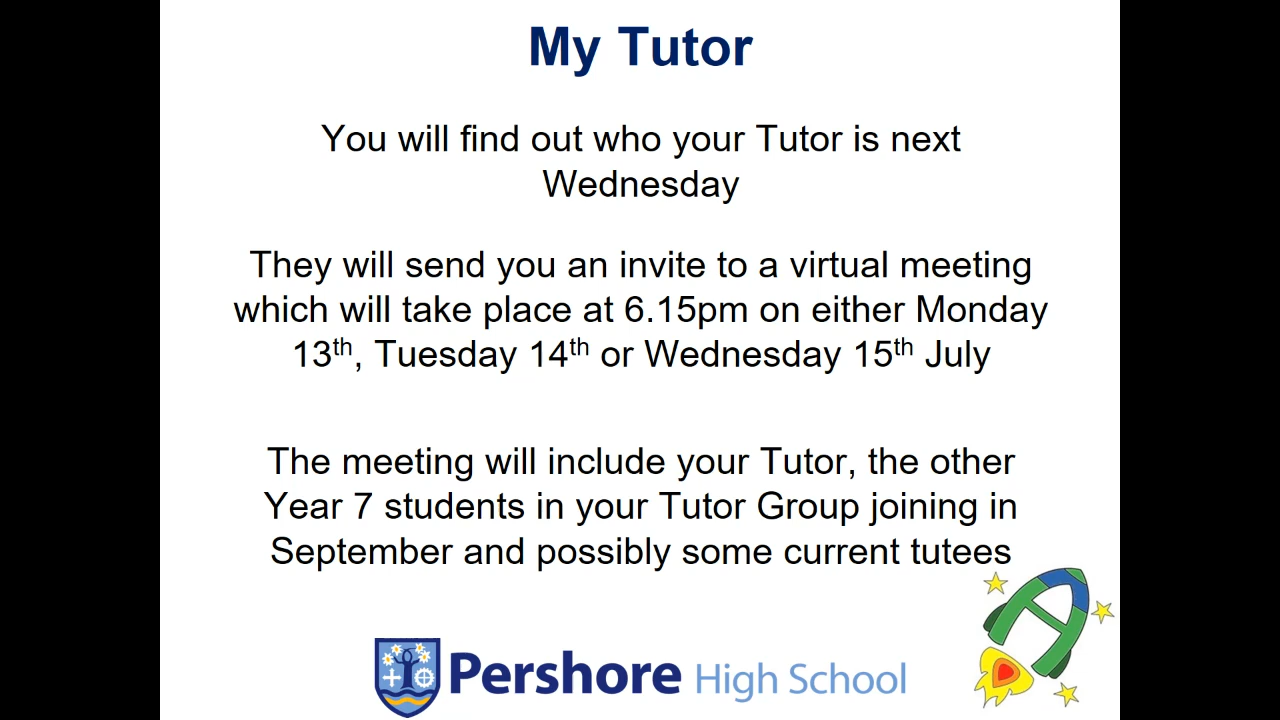 My Tutor
You will find out who your Tutor is next
Wednesday
They will send you an invite to a virtual meeting
which will take place at 6.15pm on either Monday
13th, Tuesday 14th or Wednesday 15th July
The meeting will include your Tutor, the other
Year 7 students in your Tutor Group joining in
September and possibly some current tutees
Pershore High School